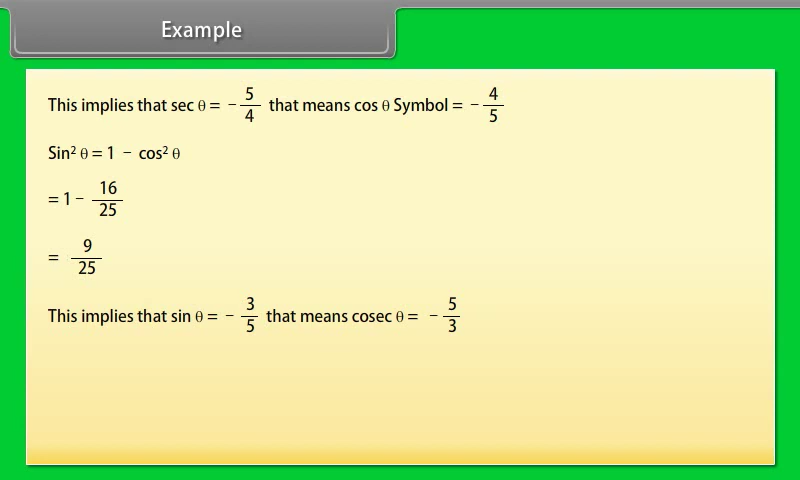 Example
This implies that sec θ = − 5/4 that means cos θ Symbol = − 4/5
Sin² θ = 1 − cos² θ
= 1 − 16/25
= 9/25
This implies that sin θ = − 3/5 that means cosec θ = − 5/3